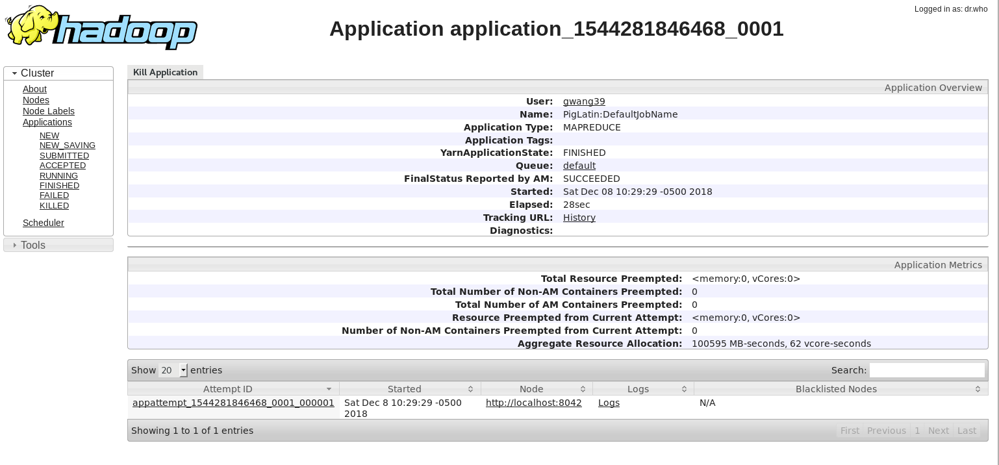 Logged in as: dr.who
hadoop
Application application_1544281846468_0001
Cluster
About
Nodes
Node Labels
Applications
NEW
NEW_SAVING
SUBMITTED
ACCEPTED
RUNNING
FINISHED
FAILED
KILLED
Scheduler
Tools
Kill Application
Application Overview
User: gwang39
Name: PigLatin:DefaultJobName
Application Type: MAPREDUCE
Application Tags:
YarnApplicationState: FINISHED
Queue: default
FinalStatus Reported by AM: SUCCEEDED
Started: Sat Dec 08 10:29:29 -0500 2018
Elapsed: 28sec
Tracking URL: History
Diagnostics:
Application Metrics
Total Resource Preempted: <memory:0, vCores:0>
Total Number of Non-AM Containers Preempted: 0
Total Number of AM Containers Preempted: 0
Resource Preempted from Current Attempt: <memory:0, vCores:0>
Number of Non-AM Containers Preempted from Current Attempt: 0
Aggregate Resource Allocation: 100595 MB-seconds, 62 vcore-seconds
Show 20 entries Search:
Attempt ID Started Node Logs Blacklisted Nodes
appattempt_1544281846468_0001_000001 Sat Dec 8 10:29:29 -0500 http://localhost:8042 Logs N/A
2018
Showing 1 to 1 of 1 entries First Previous 1 Next Last